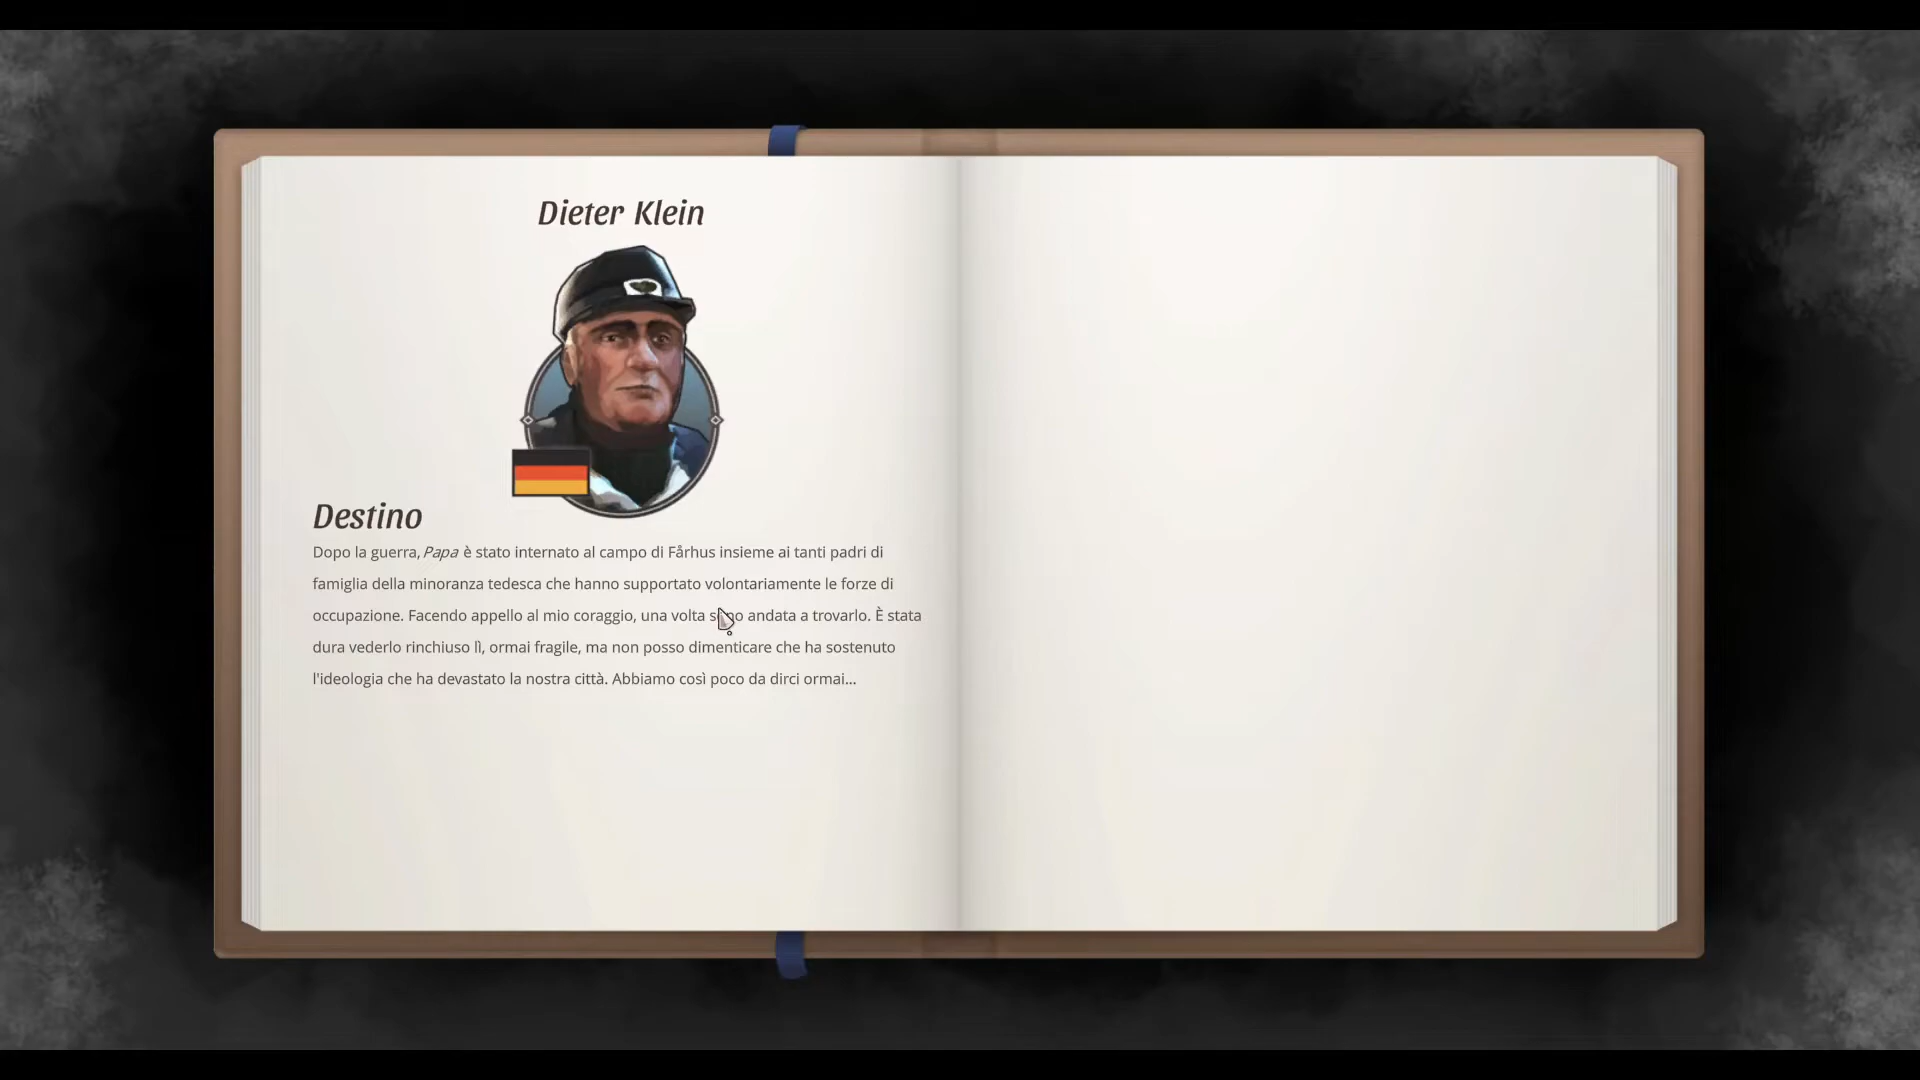 Dieter Klein
Destino
Dopo la guerra, Papa è stato internato al campo di Fårhus insieme ai tanti padri di
famiglia della minoranza tedesca che hanno supportato volontariamente le forze di
occupazione. Facendo appello al mio coraggio, una volta sono andata a trovarlo. È stata
dura vederlo rinchiuso lì, ormai fragile, ma non posso dimenticare che ha sostenuto
l'ideologia che ha devastato la nostra città. Abbiamo così poco da dirci ormai...